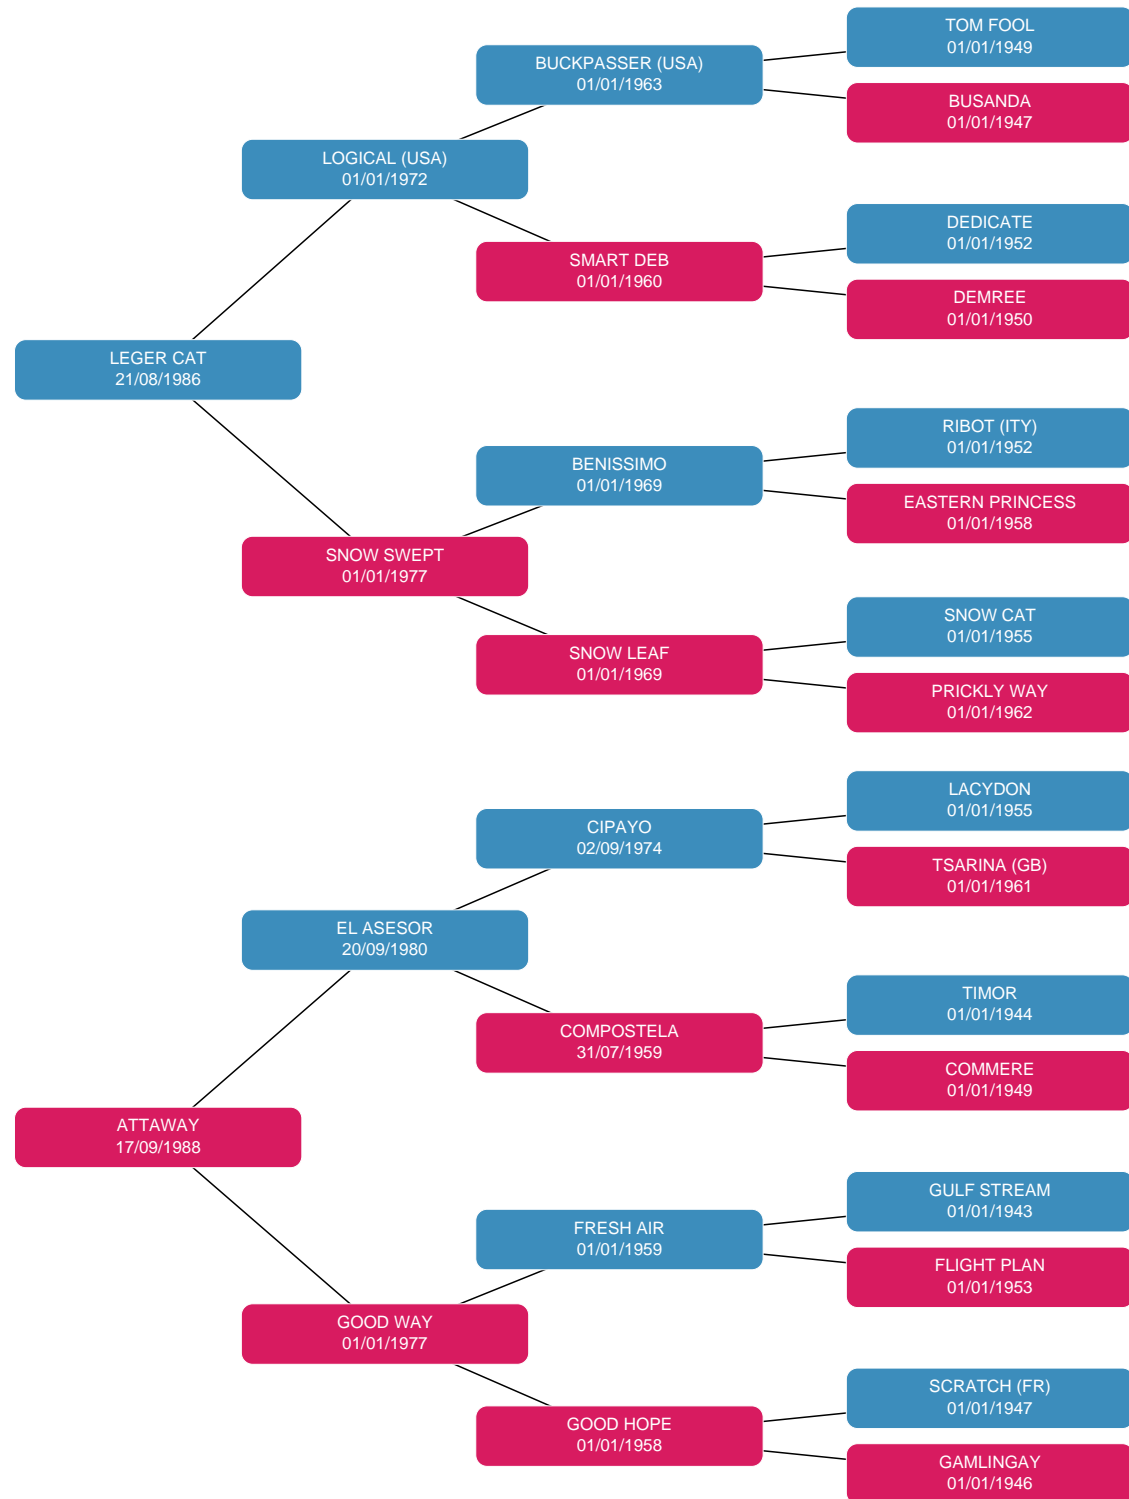 TOM FOOL
01/01/1949
BUCKPASSER (USA)
01/01/1963
BUSANDA
01/01/1947
LOGICAL (USA)
01/01/1972
DEDICATE
01/01/1952
SMART DEB
01/01/1960
DEMREE
01/01/1950
LEGER CAT
21/08/1986
RIBOT (ITY)
01/01/1952
BENISSIMO
01/01/1969
EASTERN PRINCESS
01/01/1958
SNOW SWEPT
01/01/1977
SNOW CAT
01/01/1955
SNOW LEAF
01/01/1969
PRICKLY WAY
01/01/1962
LACYDON
01/01/1955
CIPAYO
02/09/1974
TSARINA (GB)
01/01/1961
EL ASESOR
20/09/1980
TIMOR
01/01/1944
COMPOSTELA
31/07/1959
COMMERE
01/01/1949
ATTAWAY
17/09/1988
GULF STREAM
01/01/1943
FRESH AIR
01/01/1959
FLIGHT PLAN
01/01/1953
GOOD WAY
01/01/1977
SCRATCH (FR)
01/01/1947
GOOD HOPE
01/01/1958
GAMLINGAY
01/01/1946